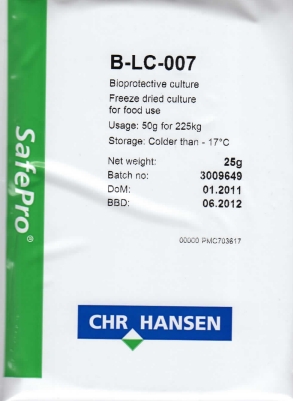 B-LC-007
Bioprotective culture
Freeze dried culture
for food use
Usage: 50g for 225kg
Storage: Colder than - 17°C
Net weight: 25g
Batch no: 3009649
DoM: 01.2011
BBD: 06.2012
00000 PMC703617
SafePro®
CHR HANSEN